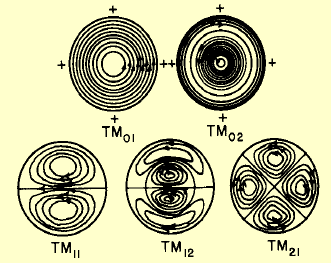 + +
+ ++ +
+ +
TM₀₁ TM₀₂
TM₁₁ TM₁₂ TM₂₁